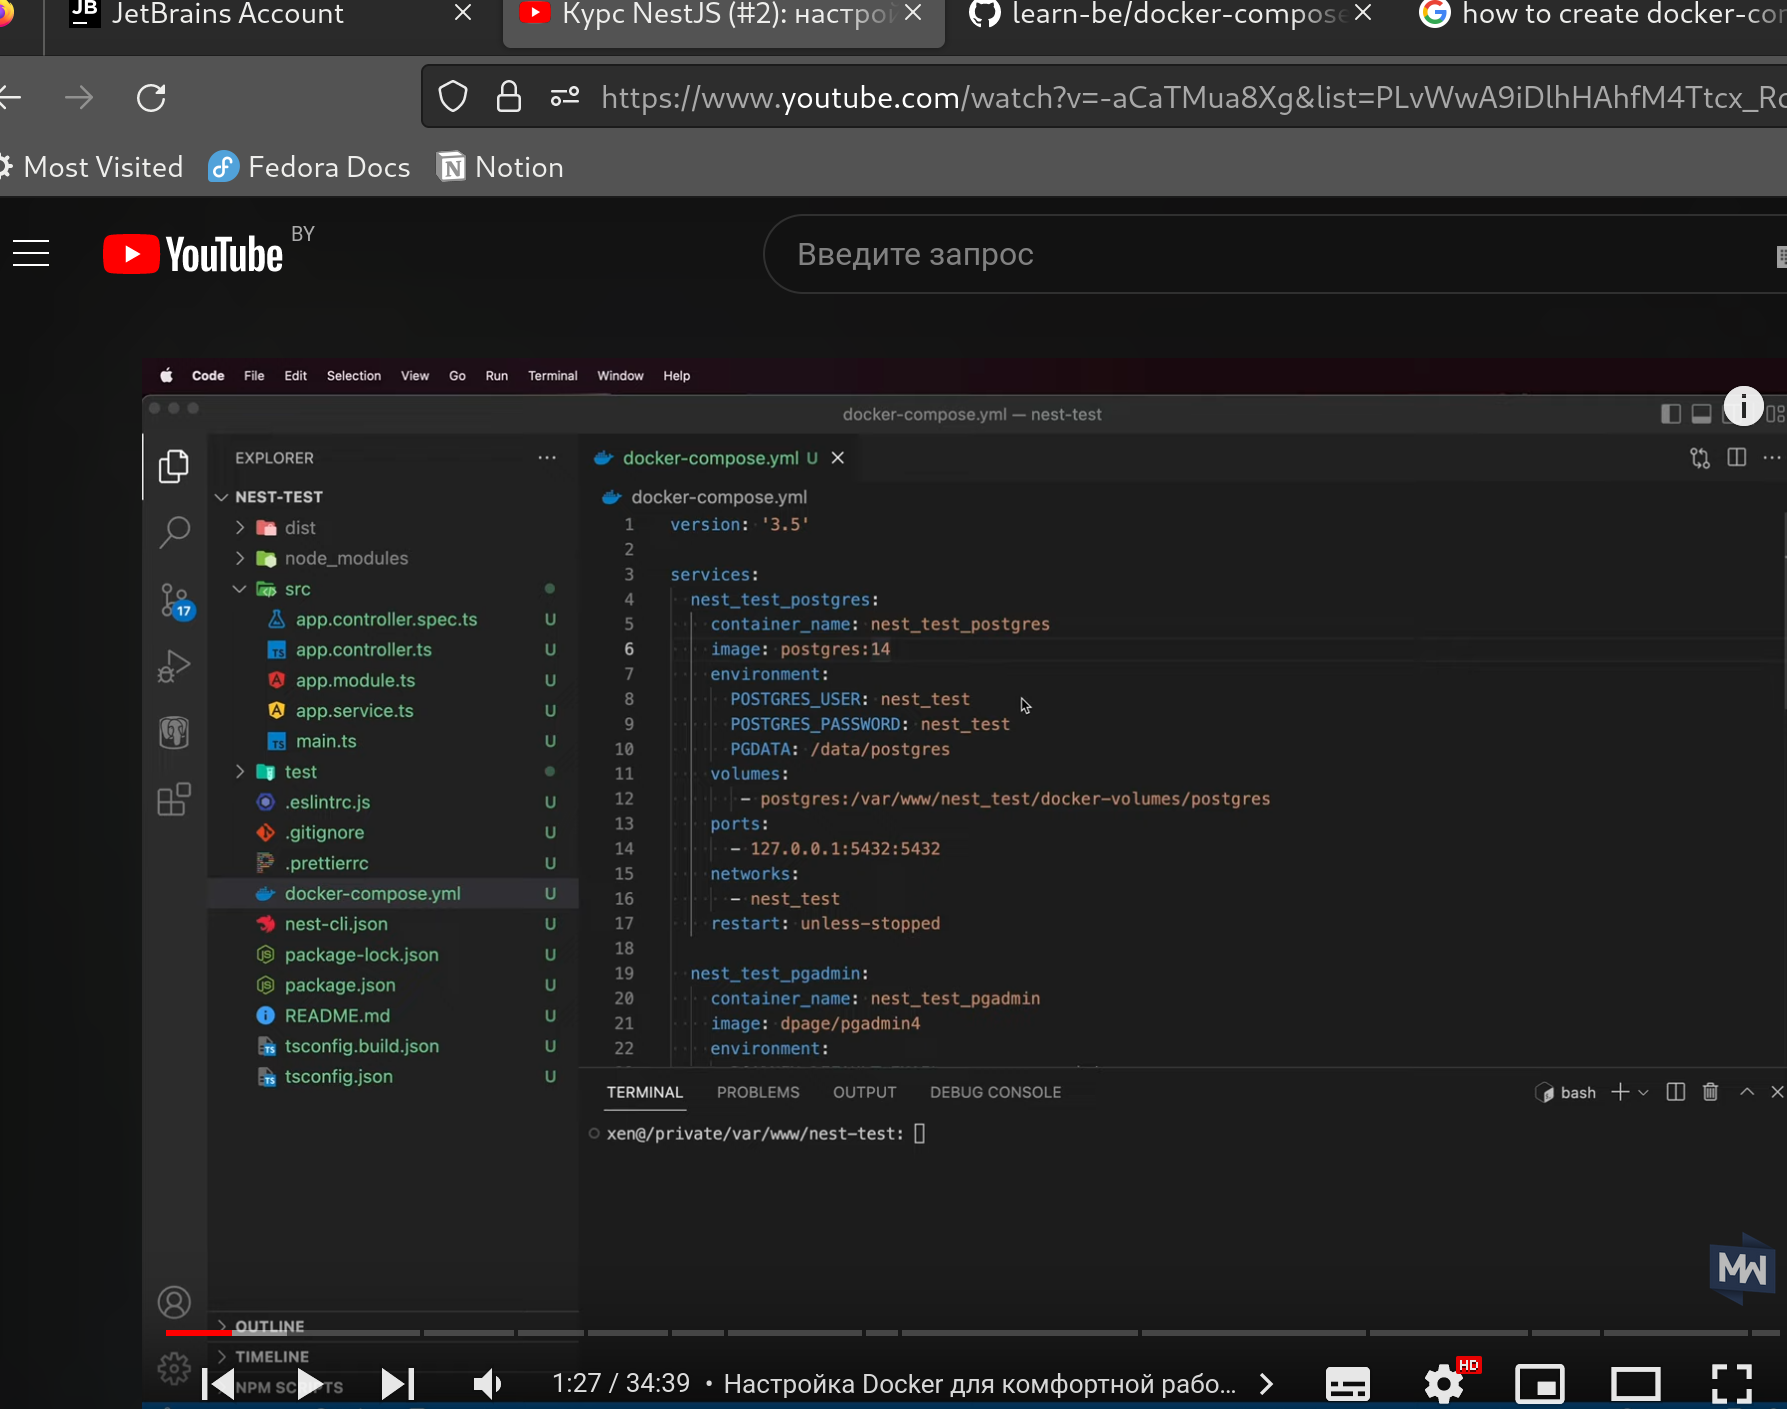 JB JetBrains Account
Курс NestJS (#2): настрой
learn-be/docker-compose
how to create docker-co
https://www.youtube.com/watch?v=-aCaTMua8Xg&list=PLvWwA9iDlhHAhfM4Ttcx_R
Most Visited
Fedora Docs
Notion
YouTube BY
Введите запрос
Code File Edit Selection View Go Run Terminal Window Help
docker-compose.yml — nest-test
EXPLORER
docker-compose.yml U
NEST-TEST
dist
node_modules
src
app.controller.spec.ts U
app.controller.ts U
17
app.module.ts U
app.service.ts U
main.ts U
test
.eslintrc.js U
.gitignore U
.prettierrc U
docker-compose.yml U
nest-cli.json U
package-lock.json U
package.json U
README.md U
tsconfig.build.json U
tsconfig.json U
OUTLINE
TIMELINE
docker-compose.yml
1 version: '3.5'
2
3 services:
4 nest_test_postgres:
5 container_name: nest_test_postgres
6 image: postgres:14
7 environment:
8 POSTGRES_USER: nest_test
9 POSTGRES_PASSWORD: nest_test
10 PGDATA: /data/postgres
11 volumes:
12 - postgres:/var/www/nest_test/docker-volumes/postgres
13 ports:
14 - 127.0.0.1:5432:5432
15 networks:
16 - nest_test
17 restart: unless-stopped
18
19 nest_test_pgadmin:
20 container_name: nest_test_pgadmin
21 image: dpage/pgadmin4
22 environment:
TERMINAL PROBLEMS OUTPUT DEBUG CONSOLE
bash
xen@/private/var/www/nest-test:
MW
1:27 / 34:39 • Настройка Docker для комфортной рабо...
HD